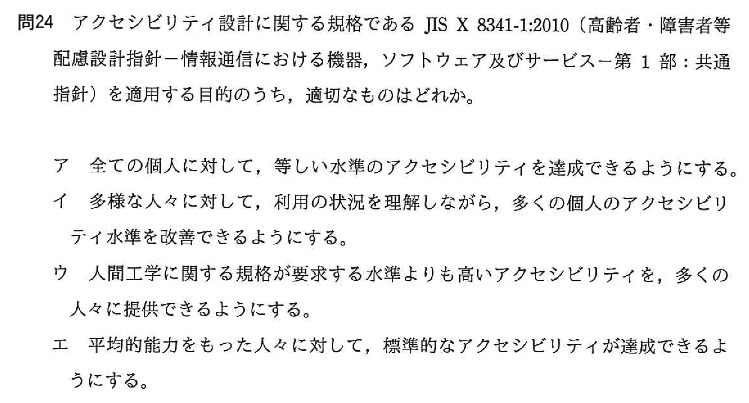 問24 アクセシビリティ設計に関する規格である JIS X 8341-1:2010（高齢者・障害者等
配慮設計指針－情報通信における機器，ソフトウェア及びサービス－第 1 部：共通
指針）を適用する目的のうち，適切なものはどれか。
ア 全ての個人に対して，等しい水準のアクセシビリティを達成できるようにする。
イ 多様な人々に対して，利用の状況を理解しながら，多くの個人のアクセシビリ
ティ水準を改善できるようにする。
ウ 人間工学に関する規格が要求する水準よりも高いアクセシビリティを，多くの
人々に提供できるようにする。
エ 平均的能力をもった人々に対して，標準的なアクセシビリティが達成できるよ
うにする。